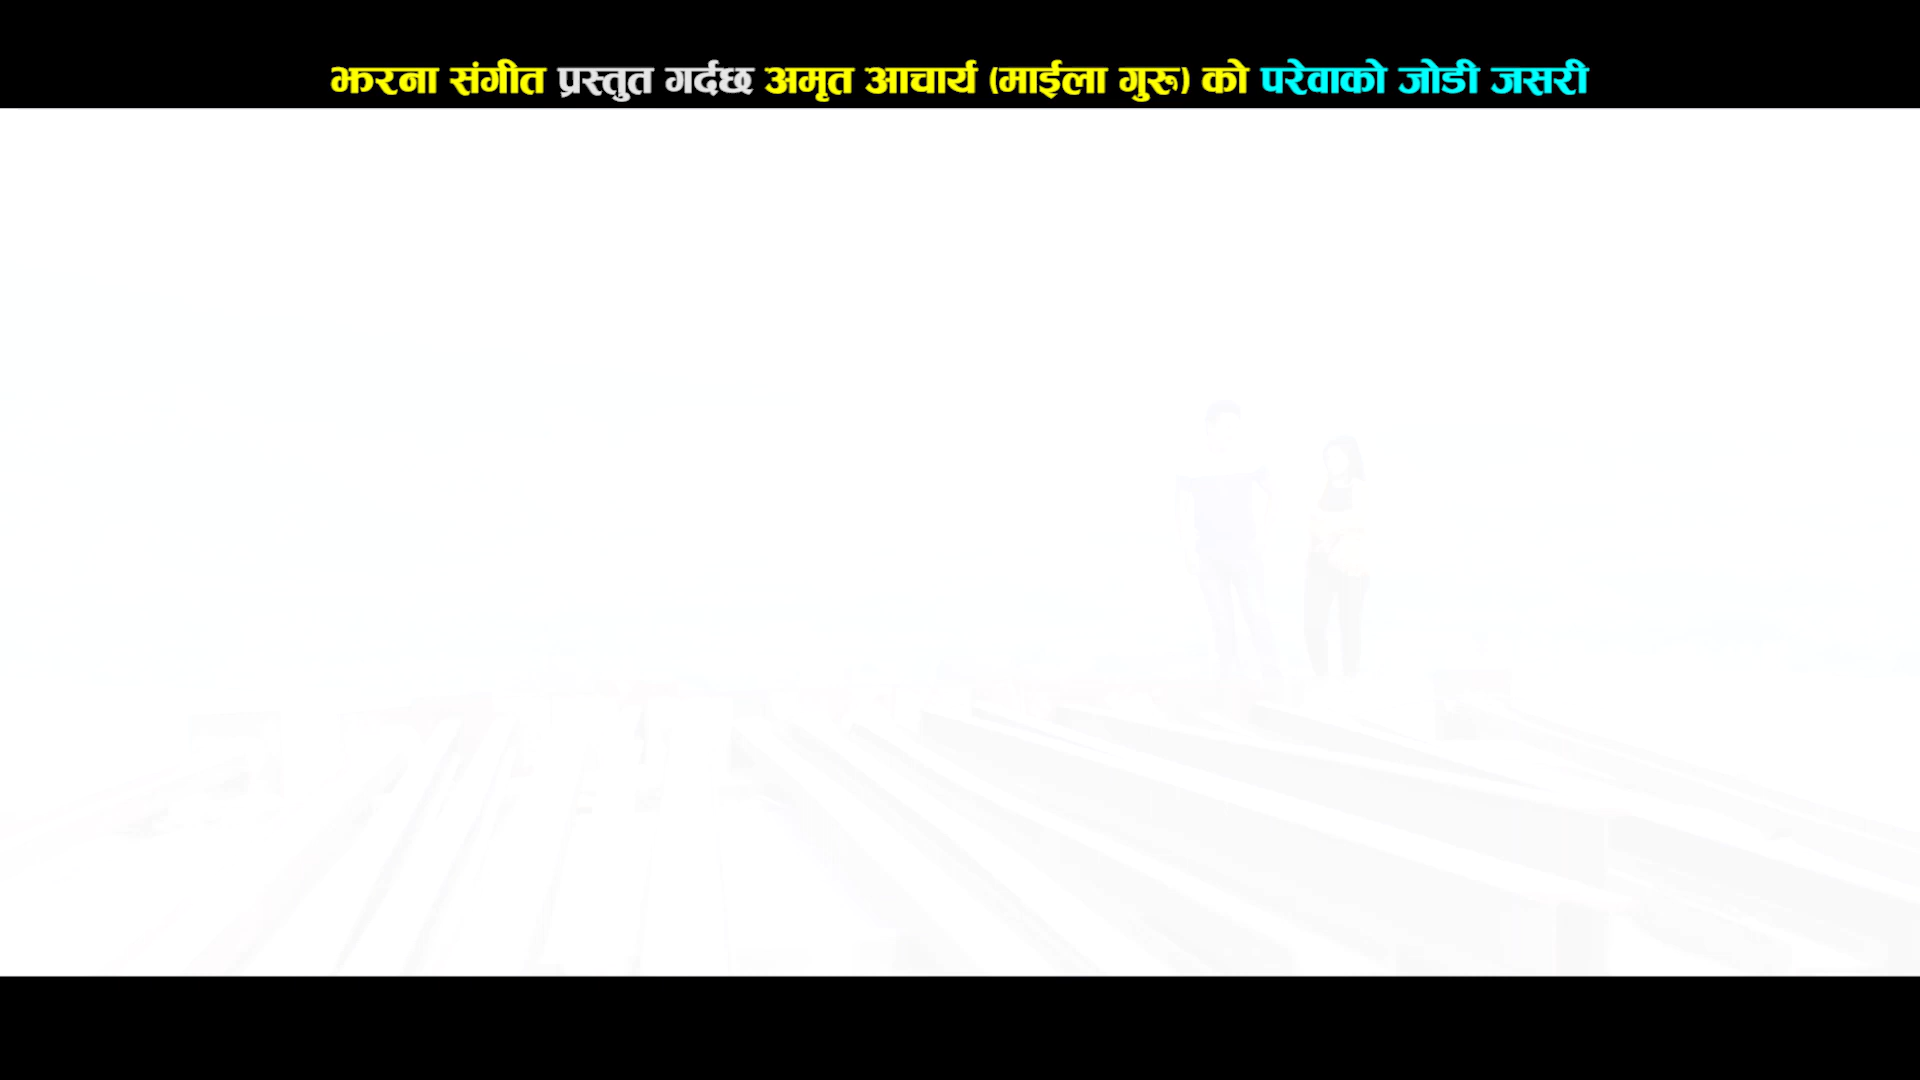 झरना संगीत प्रस्तुत गर्दछ अमृत आचार्य (माईला गुरू) को परेवाको जोडी जसरी